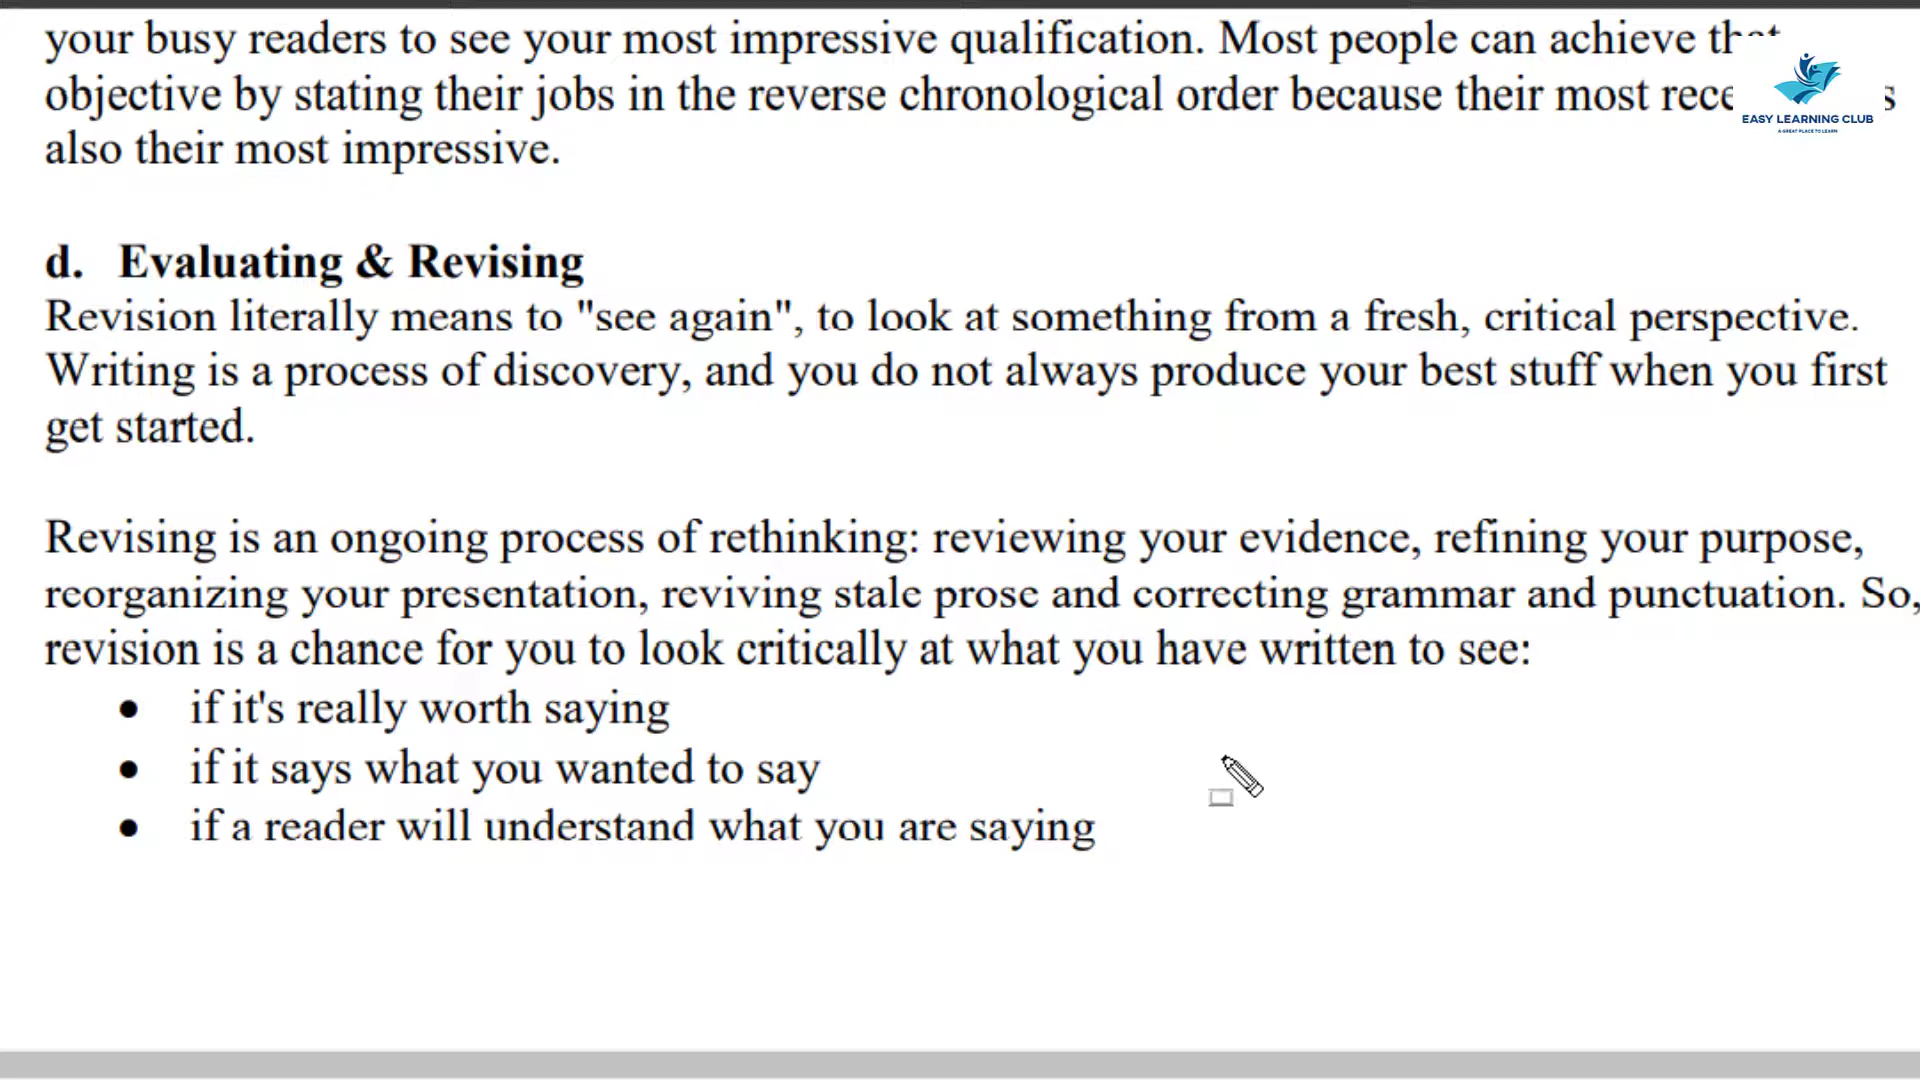 your busy readers to see your most impressive qualification. Most people can achieve
objective by stating their jobs in the reverse chronological order because their most
also their most impressive.
EASY LEARNING CLUB
A GREAT PLACE TO LEARN
d. Evaluating & Revising
Revision literally means to "see again", to look at something from a fresh, critical perspective.
Writing is a process of discovery, and you do not always produce your best stuff when you first
get started.
Revising is an ongoing process of rethinking: reviewing your evidence, refining your purpose,
reorganizing your presentation, reviving stale prose and correcting grammar and punctuation. So,
revision is a chance for you to look critically at what you have written to see:
• if it's really worth saying
• if it says what you wanted to say
• if a reader will understand what you are saying